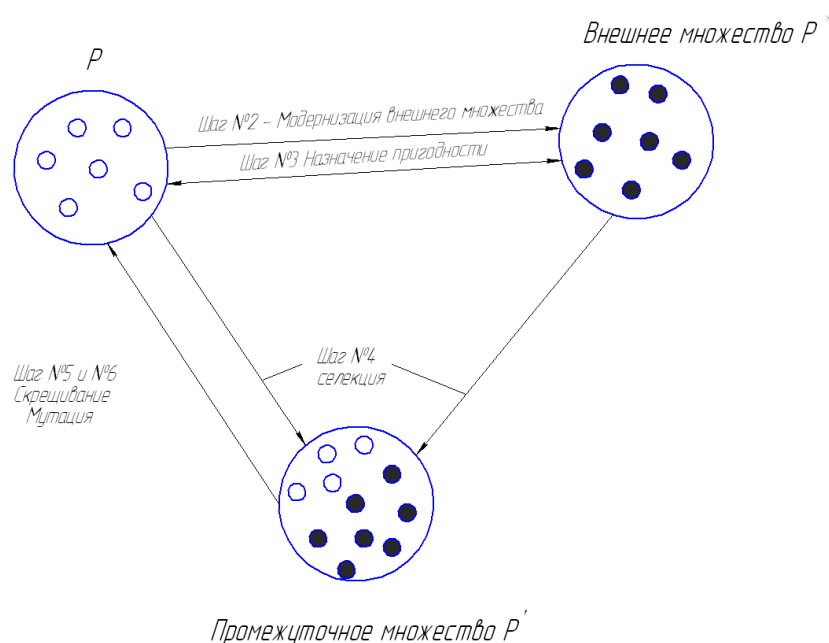 Внешнее множество P*
P
Шаг №2 – Модернизация внешнего множества
Шаг №3 Назначение пригодности
Шаг №4
селекция
Шаг №5 и №6
Скрещивание
Мутация
Промежуточное множество P'